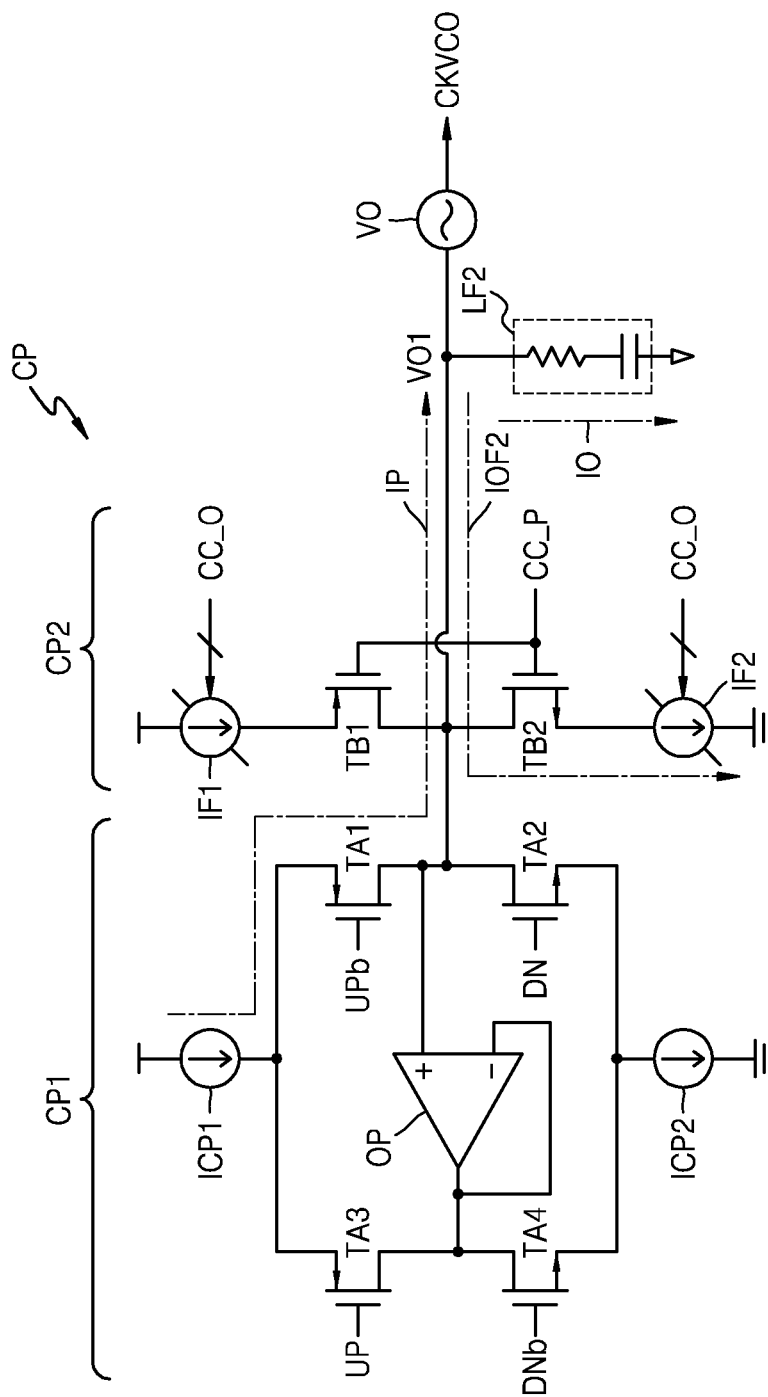 CP
CP1
CP2
ICP1
IF1
CC_O
TA3
UP
TA1
UPb
TB1
IP
VO1
VO
CKVCO
OP
+
−
IOF2
LF2
TA4
DNb
TA2
DN
TB2
CC_P
IO
ICP2
CC_O
IF2